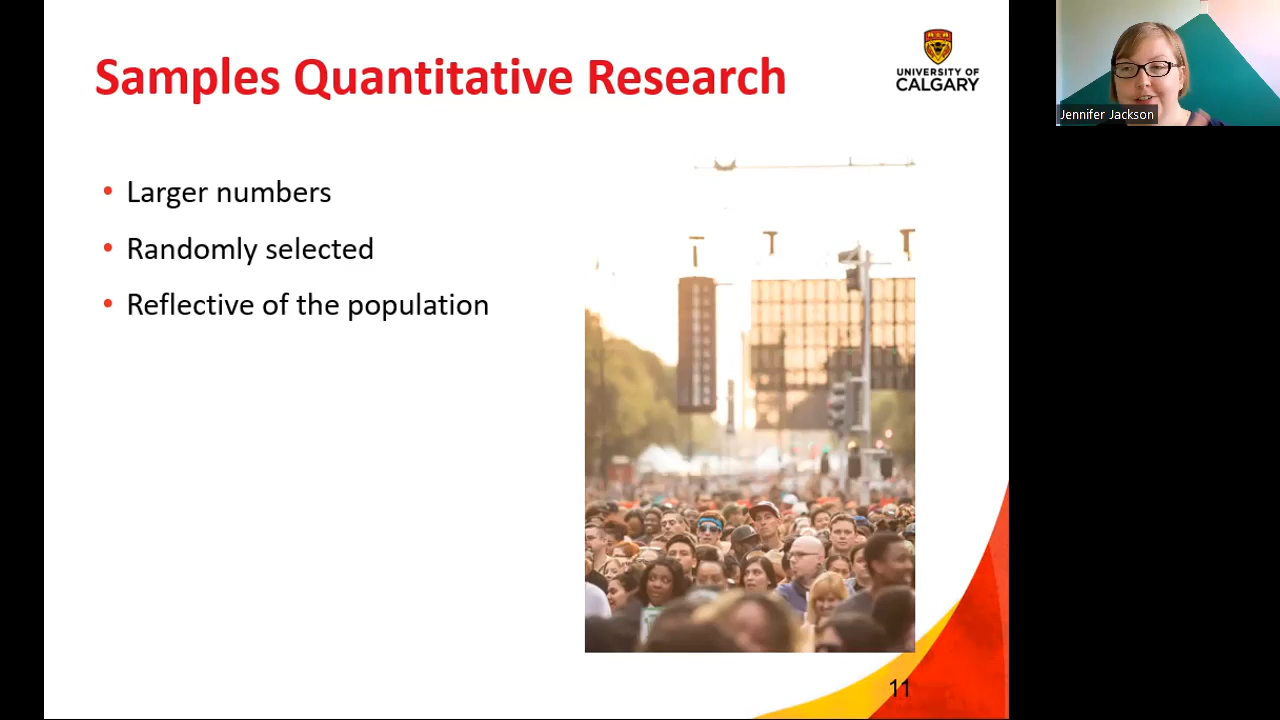 Samples Quantitative Research
UNIVERSITY OF
CALGARY
Jennifer Jackson
• Larger numbers
• Randomly selected
• Reflective of the population
11